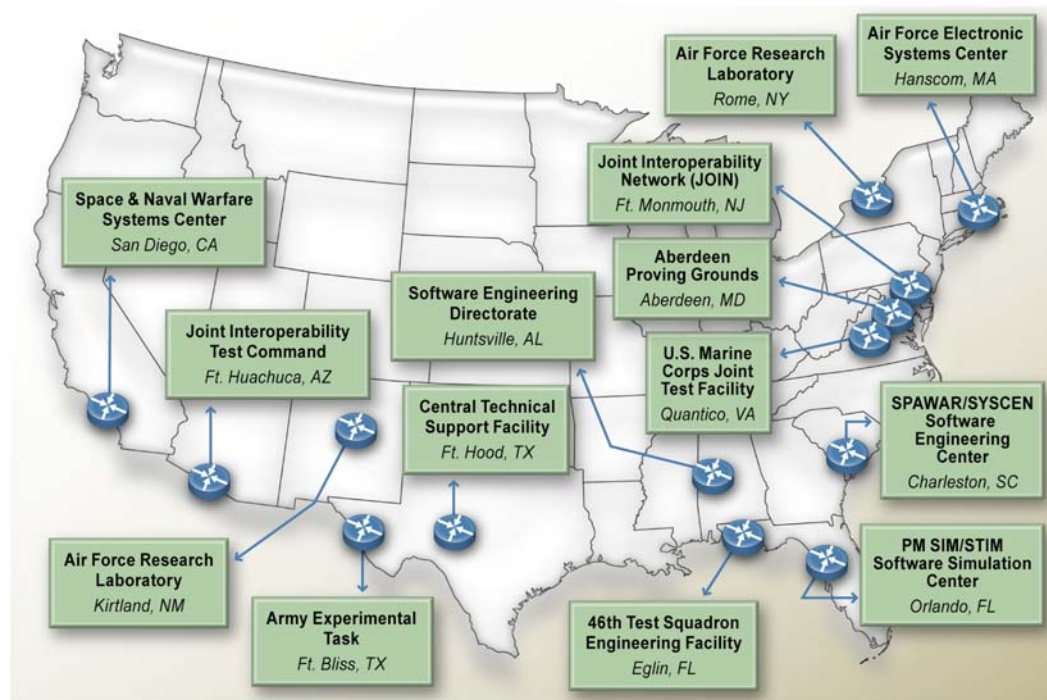 Air Force Electronic
Systems Center
Hanscom, MA
Air Force Research
Laboratory
Rome, NY
Joint Interoperability
Network (JOIN)
Ft. Monmouth, NJ
Space & Naval Warfare
Systems Center
San Diego, CA
Aberdeen
Proving Grounds
Aberdeen, MD
Software Engineering
Directorate
Huntsville, AL
Joint Interoperability
Test Command
Ft. Huachuca, AZ
U.S. Marine
Corps Joint
Test Facility
Quantico, VA
Central Technical
Support Facility
Ft. Hood, TX
SPAWAR/SYSCEN
Software
Engineering
Center
Charleston, SC
Air Force Research
Laboratory
Kirtland, NM
PM SIM/STIM
Software Simulation
Center
Orlando, FL
Army Experimental
Task
Ft. Bliss, TX
46th Test Squadron
Engineering Facility
Eglin, FL